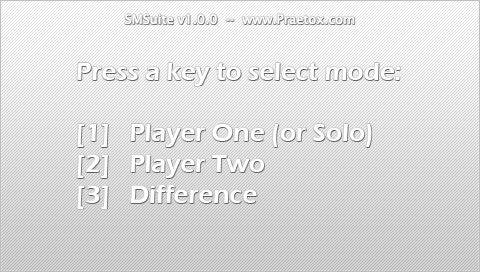 SMSuite v1.0.0 -- www.Praetox.com
Press a key to select mode:
[1] Player One (or Solo)
[2] Player Two
[3] Difference